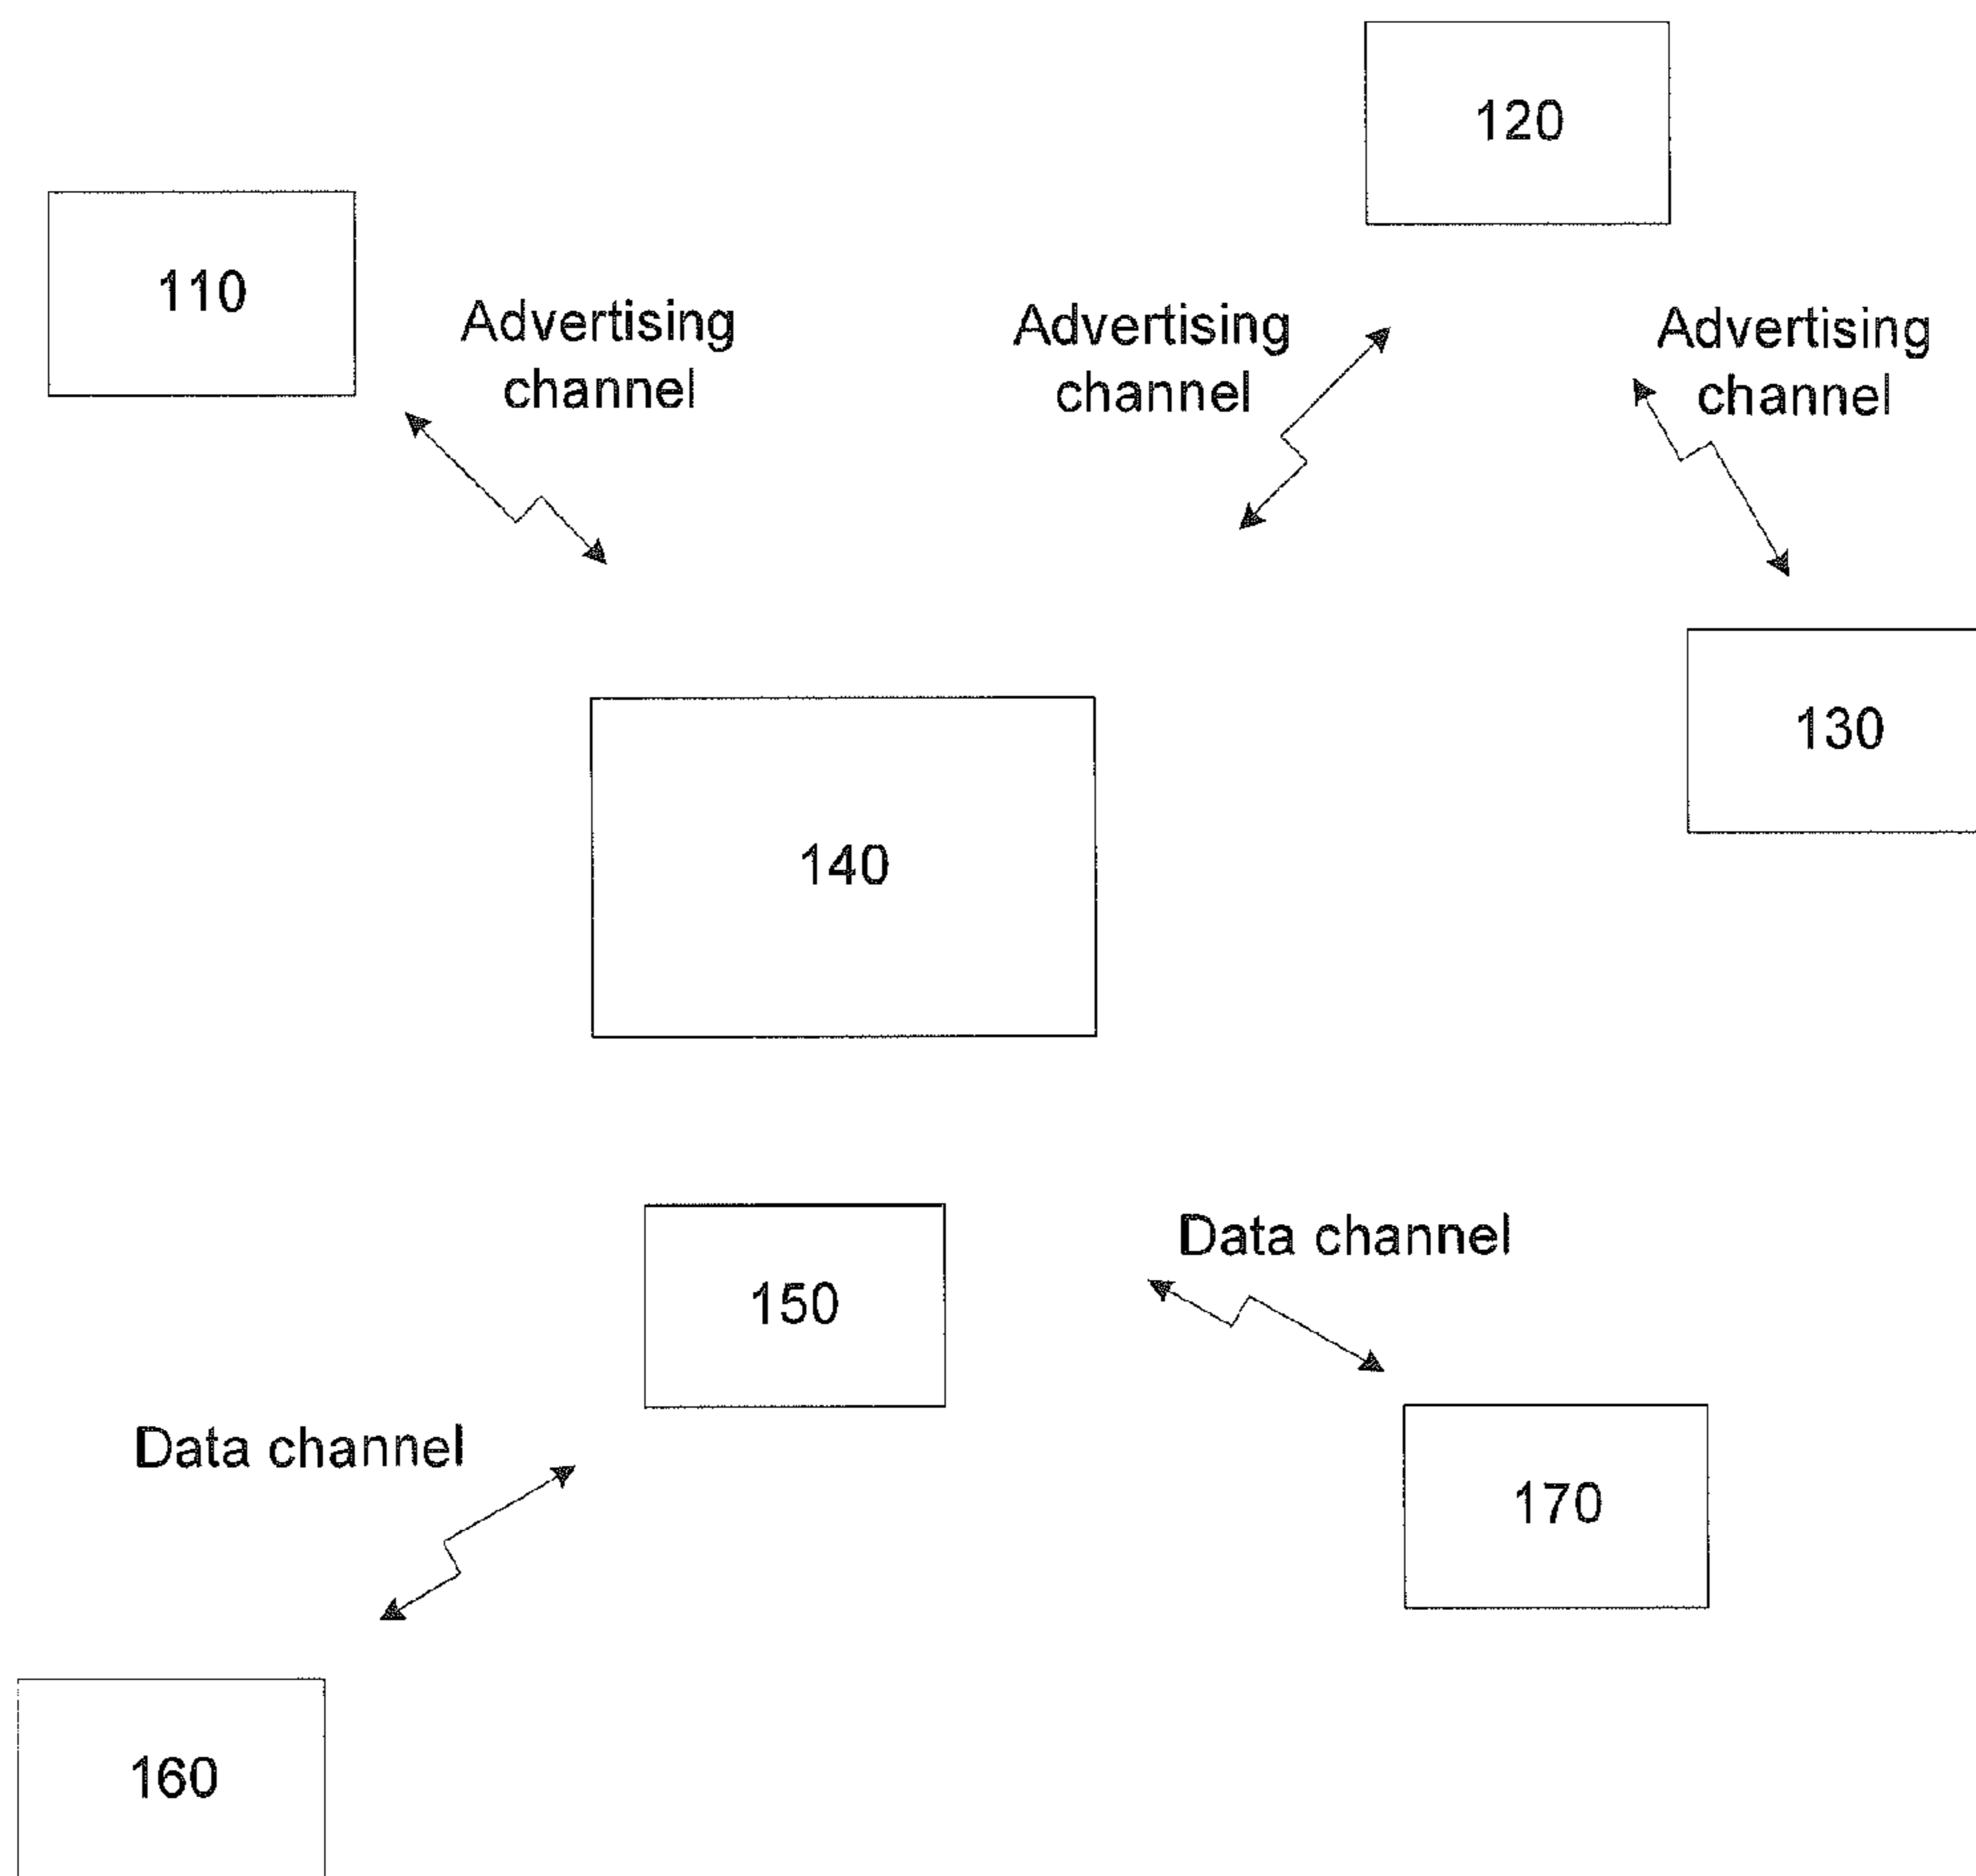 120
110
Advertising
channel
Advertising
channel
Advertising
channel
130
140
150
Data channel
Data channel
170
160